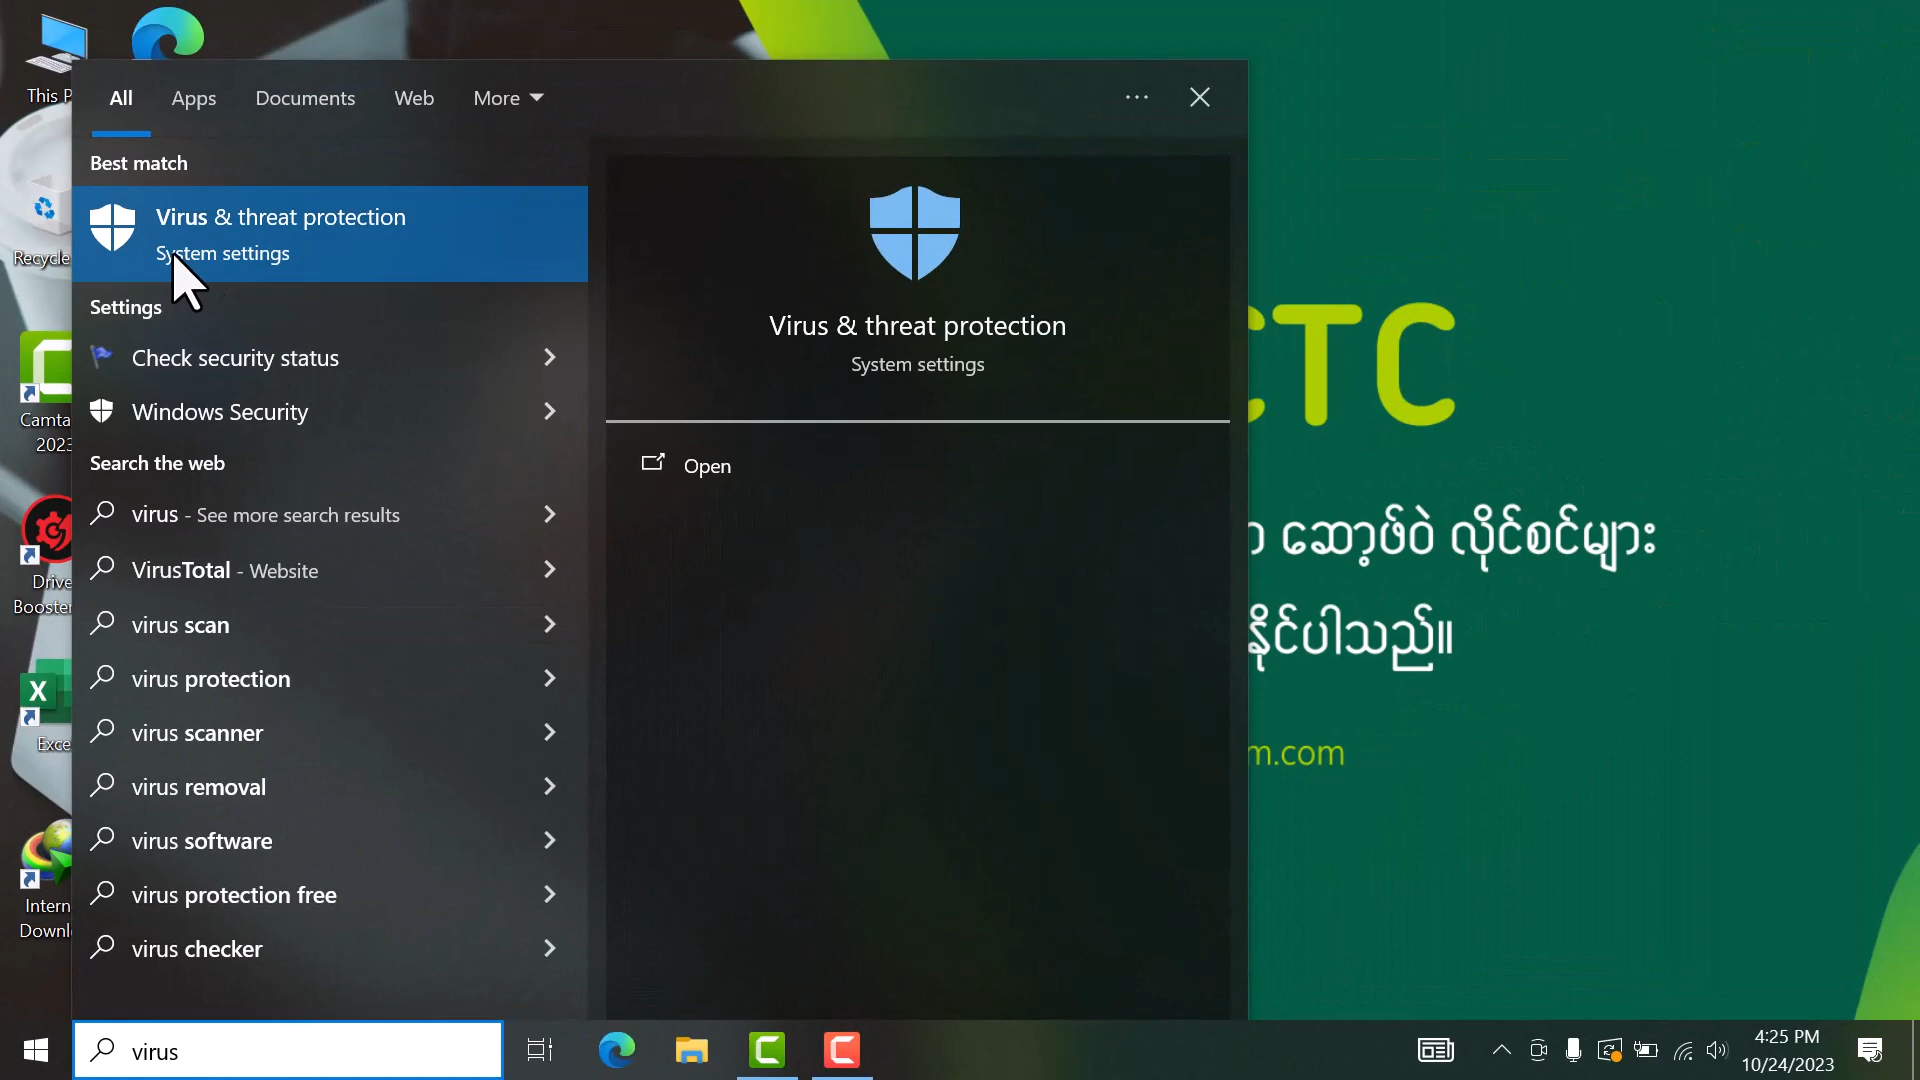 This P
All
Apps
Documents
Web
More
Best match
Virus & threat protection
System settings
Recycle
Settings
Check security status
Windows Security
Camta
2023
Search the web
virus - See more search results
VirusTotal - Website
Drive
Booster
virus scan
virus protection
virus scanner
Exce
virus removal
virus software
virus protection free
Intern
Downl
virus checker
Virus & threat protection
System settings
Open
CTC
ဆော့ဖ်ဝဲ လိုင်စင်များ
နိုင်ပါသည်။
m.com
virus
4:25 PM
10/24/2023